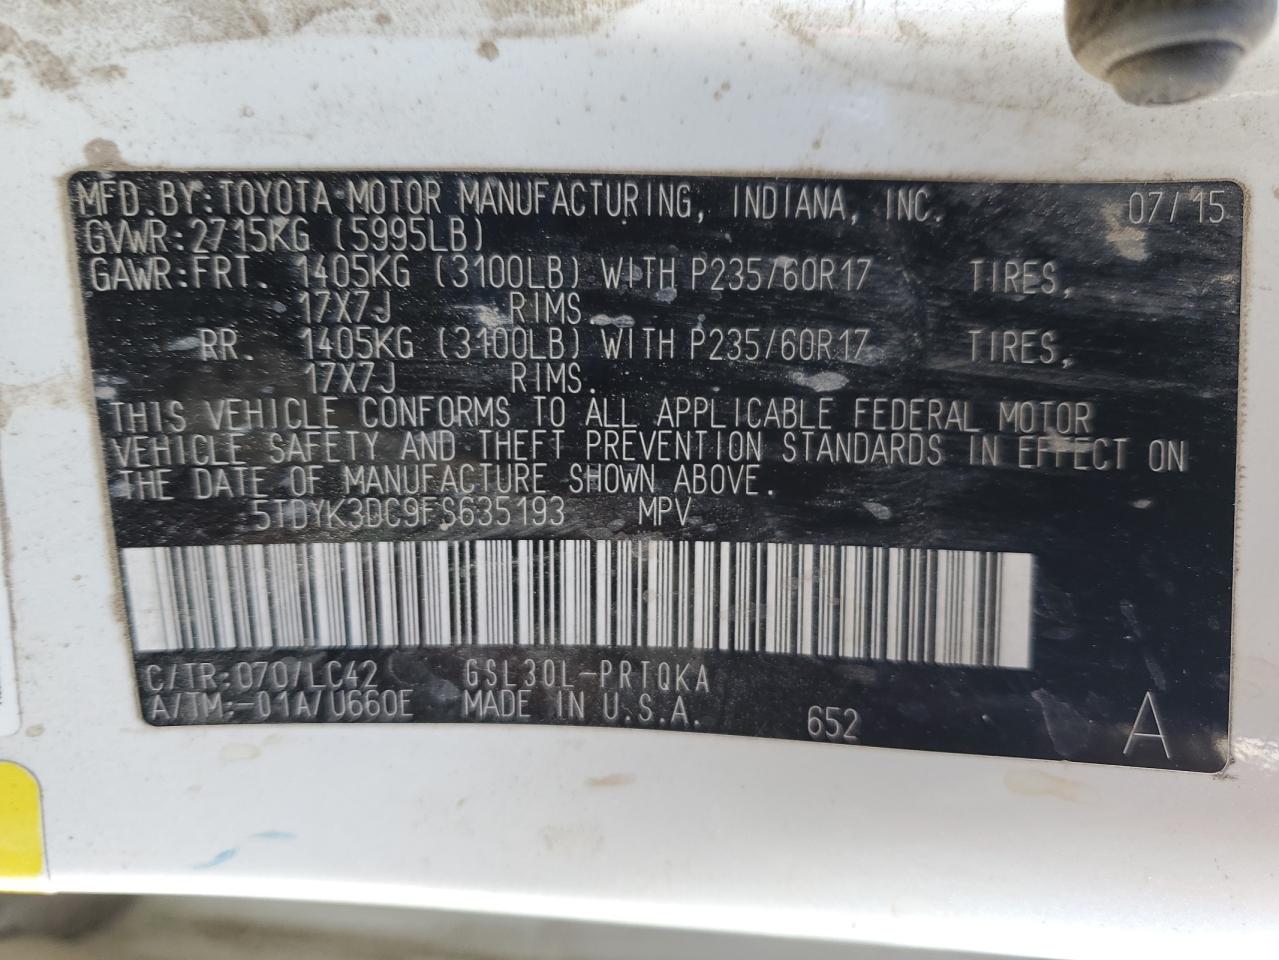 MFD.BY:TOYOTA MOTOR MANUFACTURING, INDIANA, INC. 07/15
GVWR:2715KG (5995LB)
GAWR:FRT. 1405KG (3100LB) WITH P235/60R17 TIRES,
17X7J RIMS.
RR. 1405KG (3100LB) WITH P235/60R17 TIRES,
17X7J RIMS.
THIS VEHICLE CONFORMS TO ALL APPLICABLE FEDERAL MOTOR
VEHICLE SAFETY AND THEFT PREVENTION STANDARDS IN EFFECT ON
THE DATE OF MANUFACTURE SHOWN ABOVE.
5TDYK3DC9FS635193 MPV
C/TR:070/LC42 GSL30L-PRTQKA
A/TM:-01A/U660E MADE IN U.S.A. 652 A